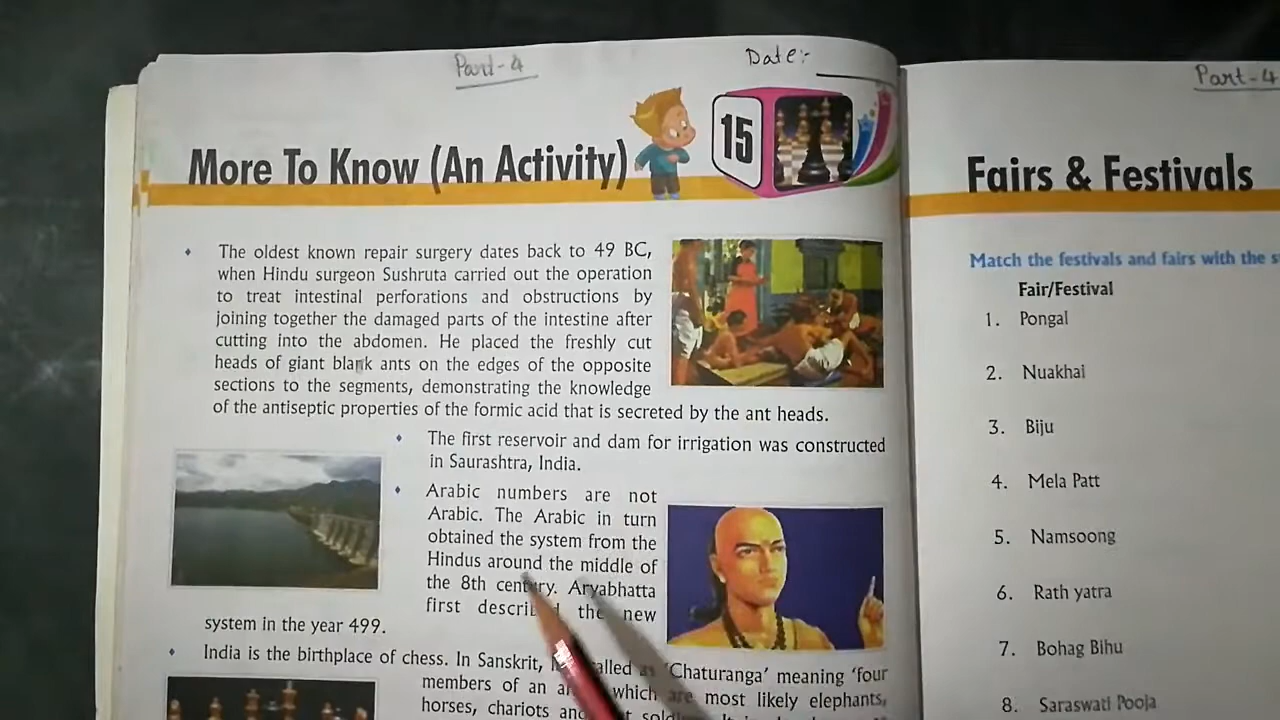 Part-4
Date:-
15
More To Know (An Activity)
The oldest known repair surgery dates back to 49 BC,
when Hindu surgeon Sushruta carried out the operation
to treat intestinal perforations and obstructions by
joining together the damaged parts of the intestine after
cutting into the abdomen. He placed the freshly cut
heads of giant blank ants on the edges of the opposite
sections to the segments, demonstrating the knowledge
of the antiseptic properties of the formic acid that is secreted by the ant heads.
The first reservoir and dam for irrigation was constructed
in Saurashtra, India.
Arabic numbers are not
Arabic. The Arabic in turn
obtained the system from the
Hindus around the middle of
the 8th century. Aryabhatta
first the new
system in the year 499.
India is the birthplace of chess. In Sanskrit, 'Chaturanga' meaning 'four
members of an which are most likely elephants,
horses, chariots
Part-4
Fairs & Festivals
Match the festivals and fairs with the
Fair/Festival
1. Pongal
2. Nuakhai
3. Biju
4. Mela Patt
5. Namsoong
6. Rath yatra
7. Bohag Bihu
8. Saraswati Pooja